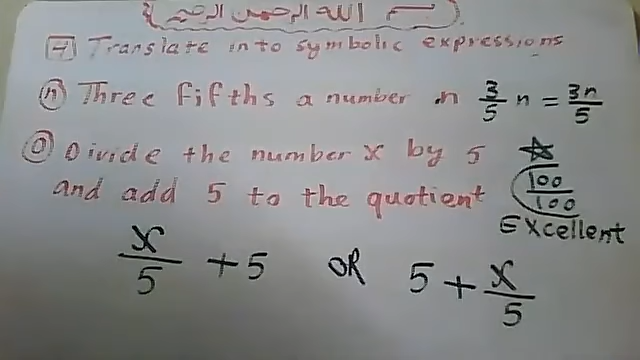 بسم الله الرحمن الرحيم
4 Translate into symbolic expressions
n Three fifths a number n 3/5 n = 3n/5
o Divide the number x by 5
and add 5 to the quotient
100/100
Excellent
x/5 + 5 OR 5 + x/5